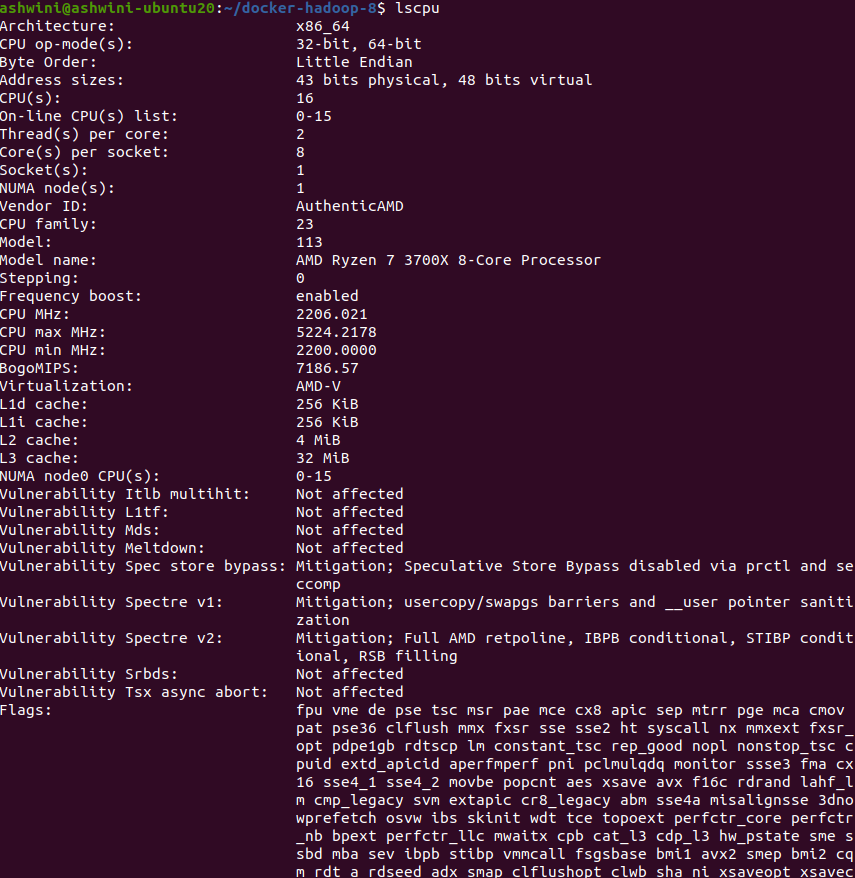 ashwini@ashwini-ubuntu20:~/docker-hadoop-8$ lscpu
Architecture: x86_64
CPU op-mode(s): 32-bit, 64-bit
Byte Order: Little Endian
Address sizes: 43 bits physical, 48 bits virtual
CPU(s): 16
On-line CPU(s) list: 0-15
Thread(s) per core: 2
Core(s) per socket: 8
Socket(s): 1
NUMA node(s): 1
Vendor ID: AuthenticAMD
CPU family: 23
Model: 113
Model name: AMD Ryzen 7 3700X 8-Core Processor
Stepping: 0
Frequency boost: enabled
CPU MHz: 2206.021
CPU max MHz: 5224.2178
CPU min MHz: 2200.0000
BogoMIPS: 7186.57
Virtualization: AMD-V
L1d cache: 256 KiB
L1i cache: 256 KiB
L2 cache: 4 MiB
L3 cache: 32 MiB
NUMA node0 CPU(s): 0-15
Vulnerability Itlb multihit: Not affected
Vulnerability L1tf: Not affected
Vulnerability Mds: Not affected
Vulnerability Meltdown: Not affected
Vulnerability Spec store bypass: Mitigation; Speculative Store Bypass disabled via prctl and se
ccomp
Vulnerability Spectre v1: Mitigation; usercopy/swapgs barriers and __user pointer saniti
zation
Vulnerability Spectre v2: Mitigation; Full AMD retpoline, IBPB conditional, STIBP condit
ional, RSB filling
Vulnerability Srbds: Not affected
Vulnerability Tsx async abort: Not affected
Flags: fpu vme de pse tsc msr pae mce cx8 apic sep mtrr pge mca cmov
pat pse36 clflush mmx fxsr sse sse2 ht syscall nx mmxext fxsr_
opt pdpe1gb rdtscp lm constant_tsc rep_good nopl nonstop_tsc c
puid extd_apicid aperfmperf pni pclmulqdq monitor ssse3 fma cx
16 sse4_1 sse4_2 movbe popcnt aes xsave avx f16c rdrand lahf_l
m cmp_legacy svm extapic cr8_legacy abm sse4a misalignsse 3dno
wprefetch osvw ibs skinit wdt tce topoext perfctr_core perfctr
_nb bpext perfctr_llc mwaitx cpb cat_l3 cdp_l3 hw_pstate sme s
sbd mba sev ibpb stibp vmmcall fsgsbase bmi1 avx2 smep bmi2 cq
m rdt_a rdseed adx smap clflushopt clwb sha_ni xsaveopt xsavec